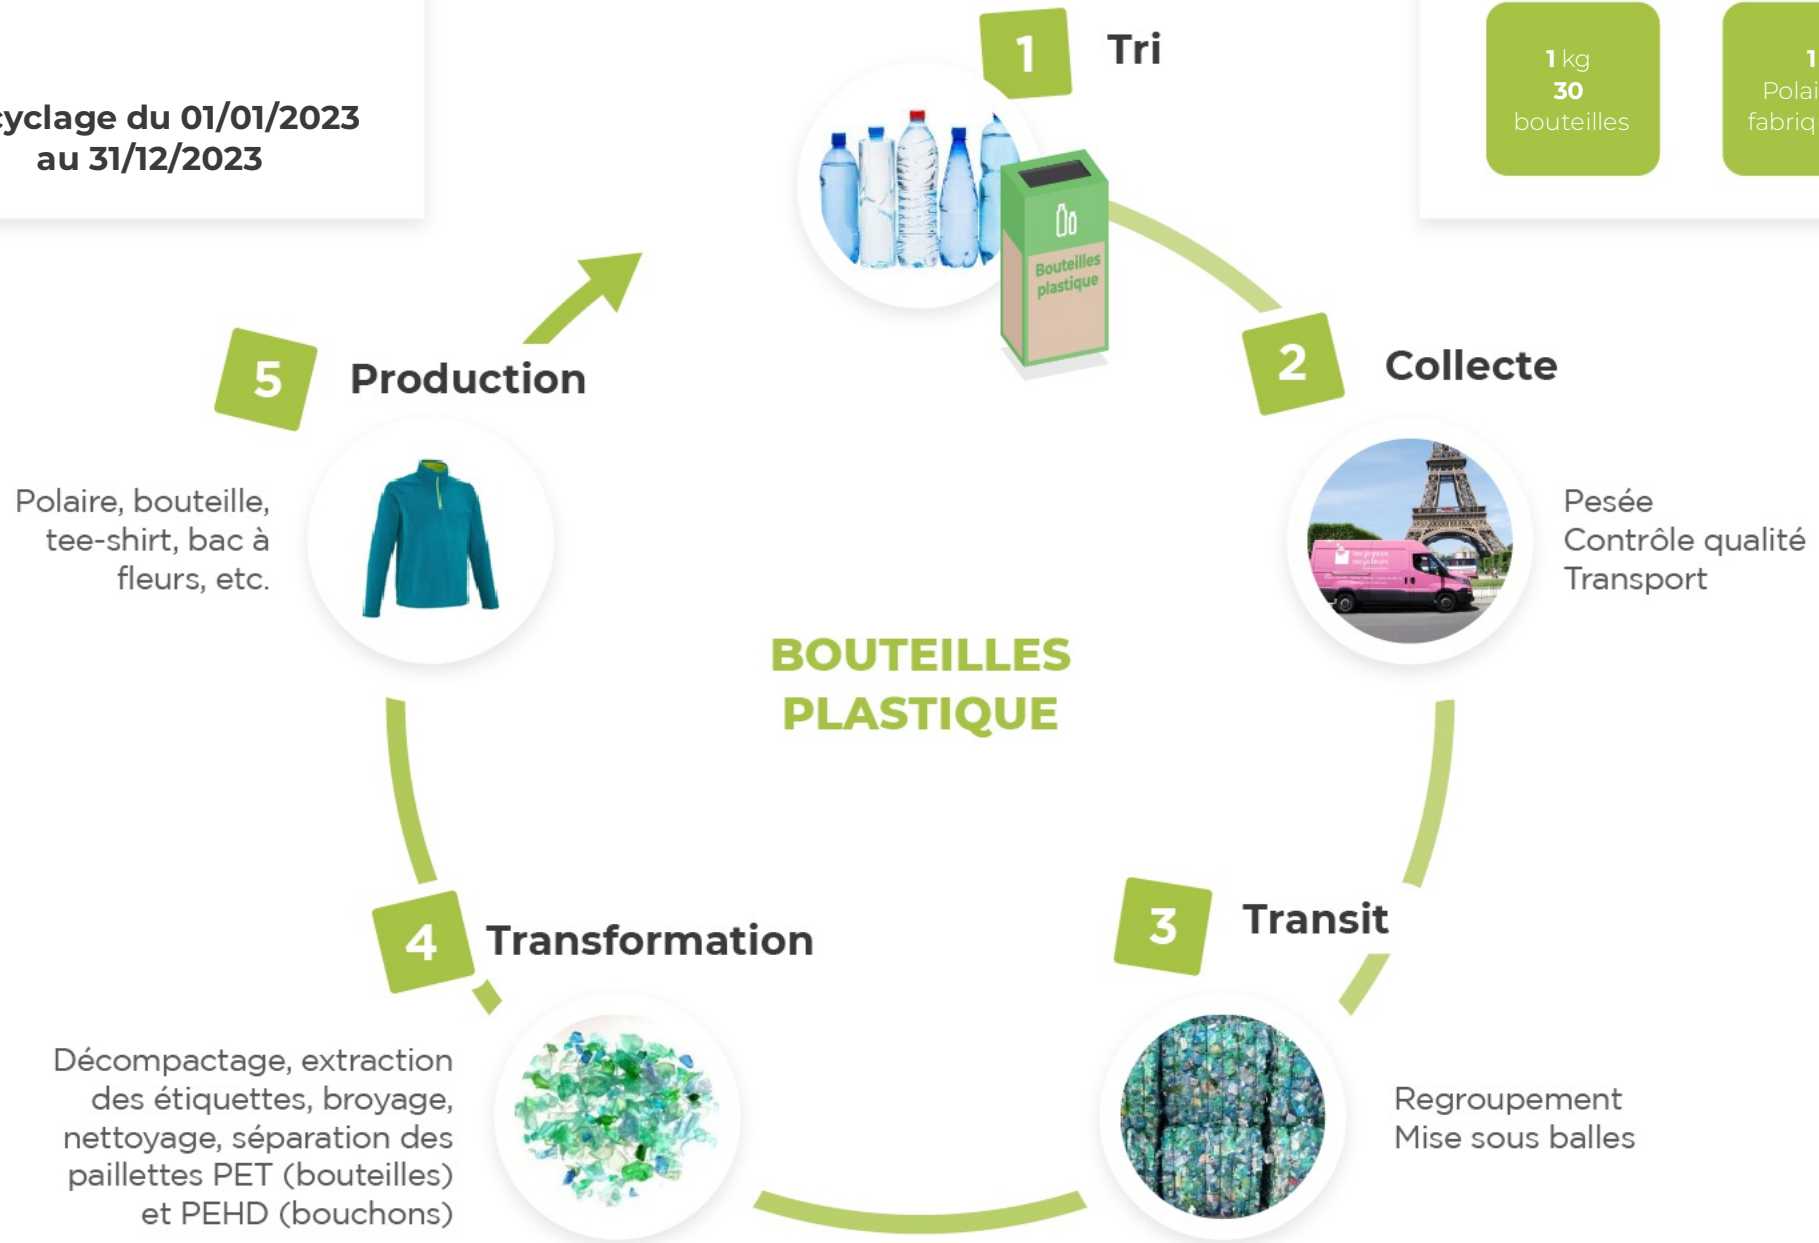 cyclage du 01/01/2023
au 31/12/2023
1 kg
30
bouteilles
1
1
Tri
Bouteilles
plastique
2
Collecte
Pesée
Contrôle qualité
Transport
3
Transit
Regroupement
Mise sous balles
4
Transformation
Décompactage, extraction
des étiquettes, broyage,
nettoyage, séparation des
paillettes PET (bouteilles)
et PEHD (bouchons)
5
Production
Polaire, bouteille,
tee-shirt, bac à
fleurs, etc.
BOUTEILLES
PLASTIQUE
les joyeux
recycleurs